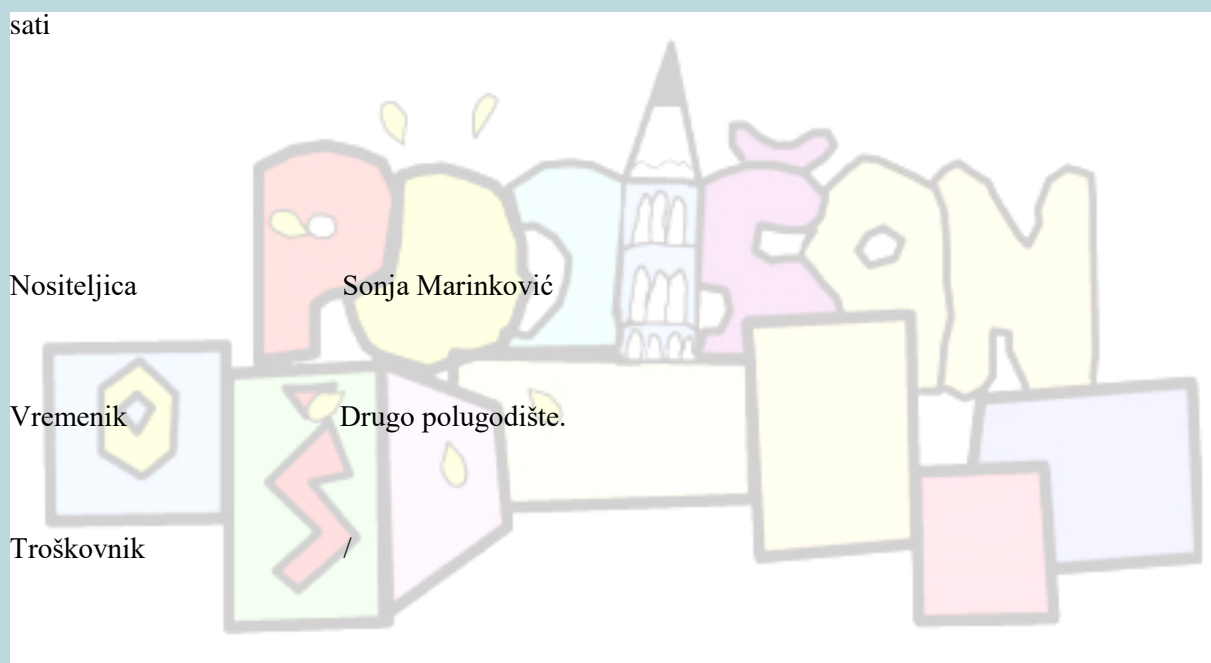 sati
Nositeljica Sonja Marinković
Vremenik Drugo polugodište.
Troškovnik /